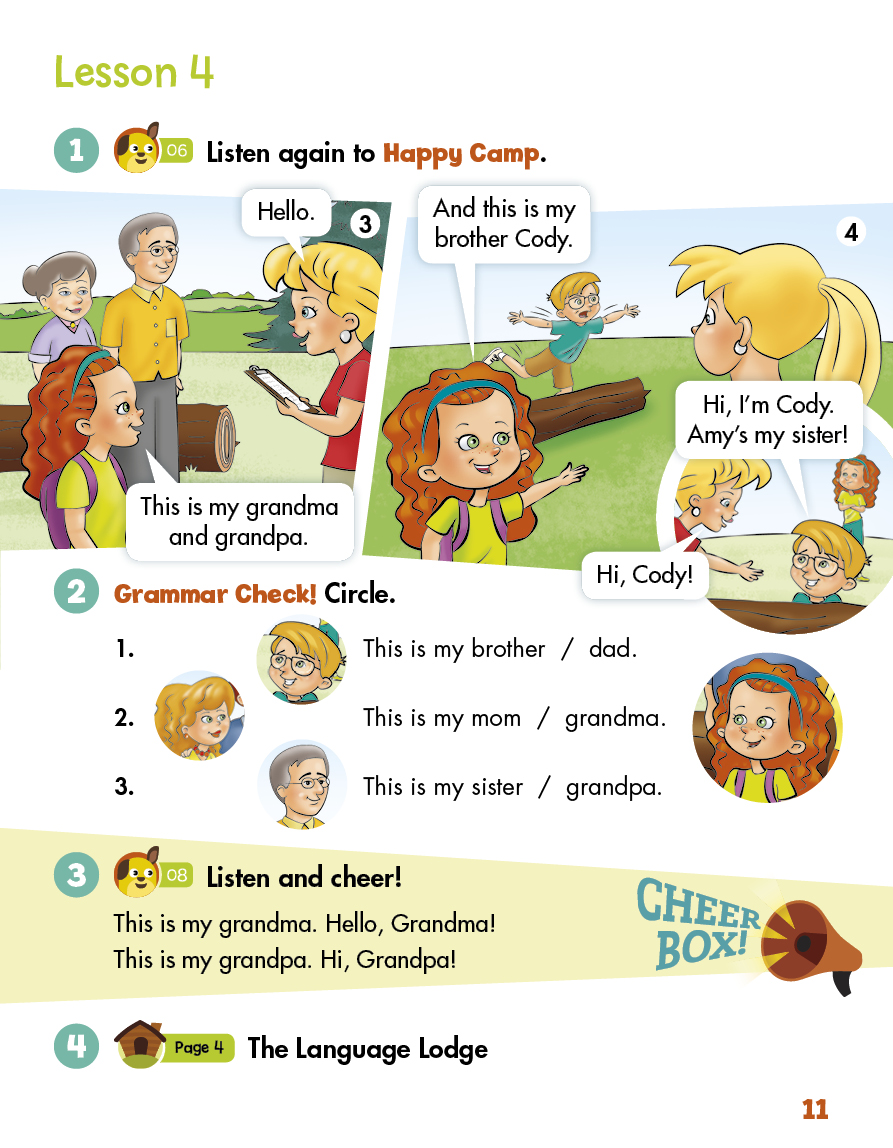 Lesson 4
1 06 Listen again to Happy Camp.
Hello.
3
This is my grandma
and grandpa.
And this is my
brother Cody.
4
Hi, I'm Cody.
Amy's my sister!
Hi, Cody!
2 Grammar Check! Circle.
1. This is my brother / dad.
2. This is my mom / grandma.
3. This is my sister / grandpa.
3 08 Listen and cheer!
This is my grandma. Hello, Grandma!
This is my grandpa. Hi, Grandpa!
CHEER
BOX!
4 Page 4 The Language Lodge
11